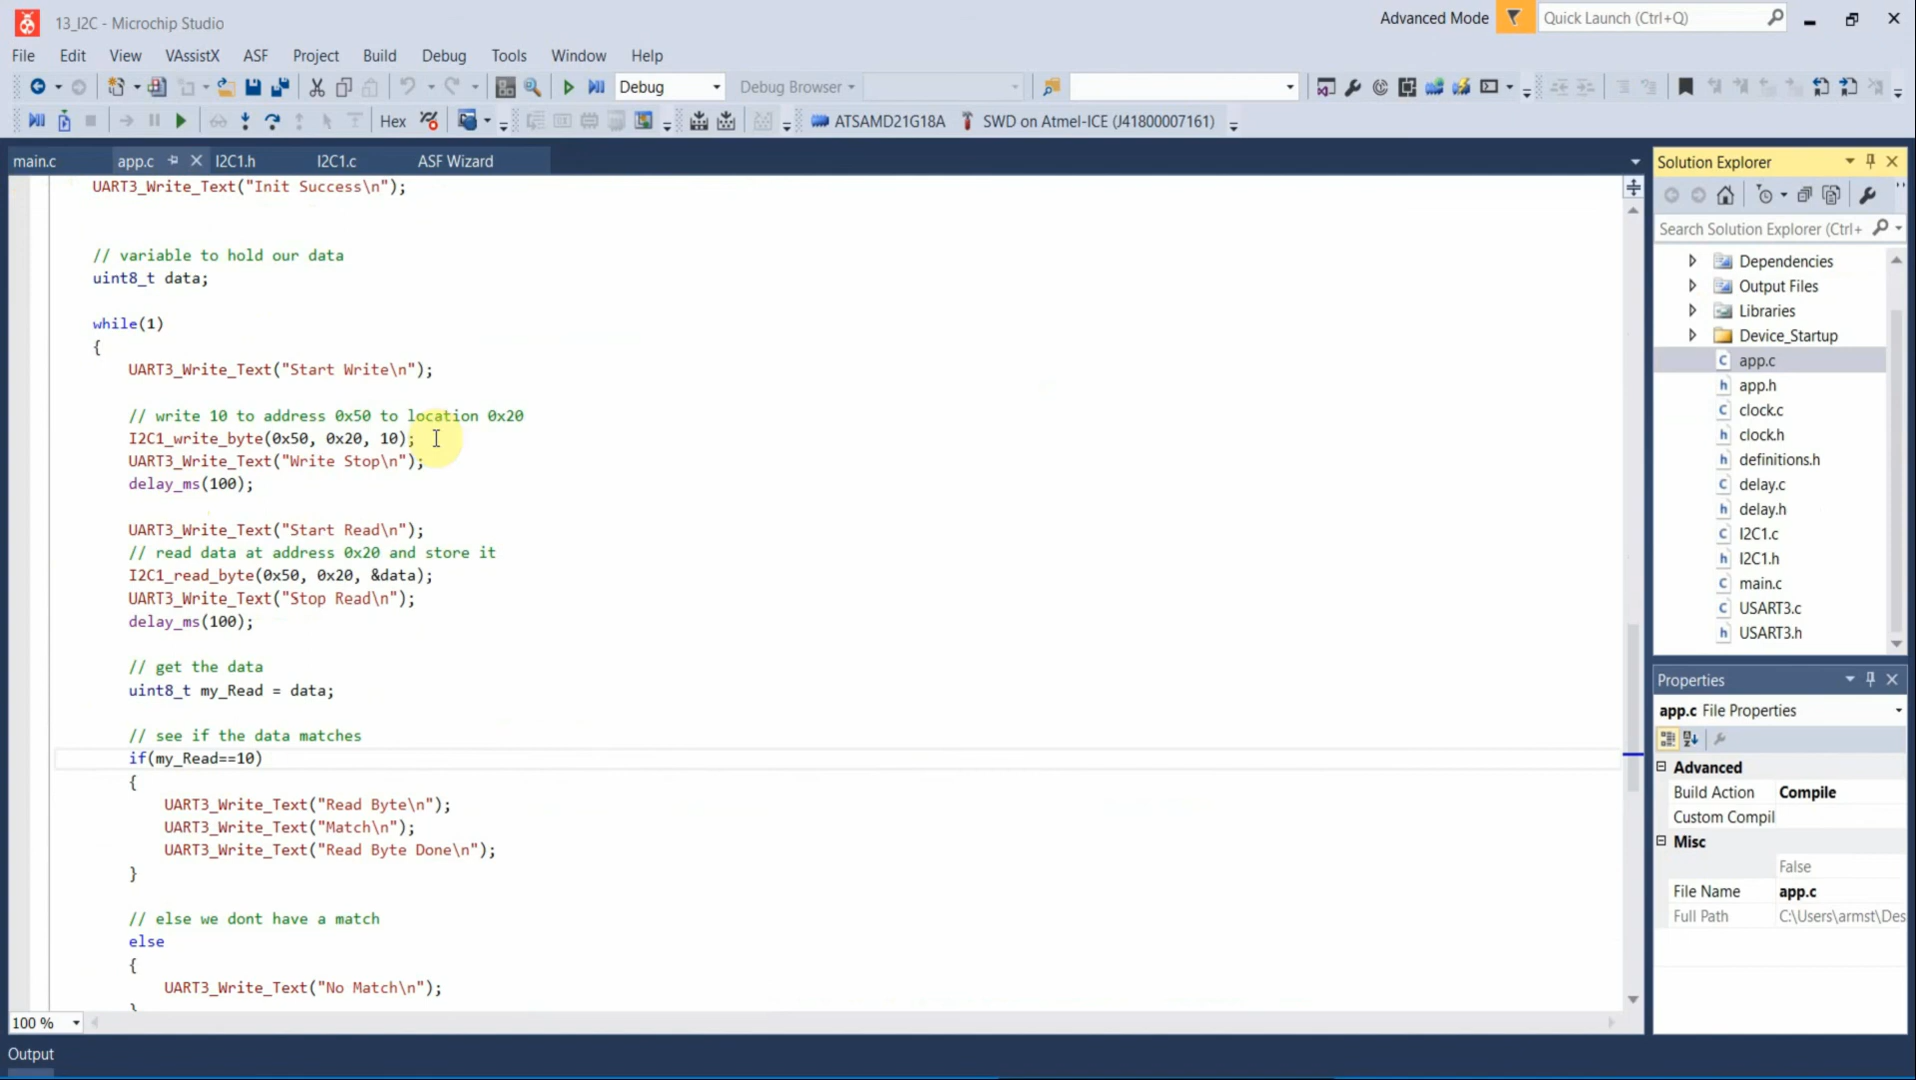 13_I2C - Microchip Studio
Advanced Mode
Quick Launch (Ctrl+Q)
File Edit View VAssistX ASF Project Build Debug Tools Window Help
Debug
Debug Browser
Hex
ATSAMD21G18A
SWD on Atmel-ICE (J41800007161)
main.c app.c I2C1.h I2C1.c ASF Wizard
UART3_Write_Text("Init Success\n");
// variable to hold our data
uint8_t data;
while(1)
{
UART3_Write_Text("Start Write\n");
// write 10 to address 0x50 to location 0x20
I2C1_write_byte(0x50, 0x20, 10);
UART3_Write_Text("Write Stop\n");
delay_ms(100);
UART3_Write_Text("Start Read\n");
// read data at address 0x20 and store it
I2C1_read_byte(0x50, 0x20, &data);
UART3_Write_Text("Stop Read\n");
delay_ms(100);
// get the data
uint8_t my_Read = data;
// see if the data matches
if(my_Read==10)
{
UART3_Write_Text("Read Byte\n");
UART3_Write_Text("Match\n");
UART3_Write_Text("Read Byte Done\n");
}
// else we dont have a match
else
{
UART3_Write_Text("No Match\n");
}
100 %
Output
Solution Explorer
Search Solution Explorer (Ctrl+
Dependencies
Output Files
Libraries
Device_Startup
c app.c
h app.h
c clock.c
h clock.h
h definitions.h
c delay.c
h delay.h
c I2C1.c
h I2C1.h
c main.c
c USART3.c
h USART3.h
Properties
app.c File Properties
Advanced
Build Action Compile
Custom Compil
Misc
False
File Name app.c
Full Path C:\Users\armst\Des